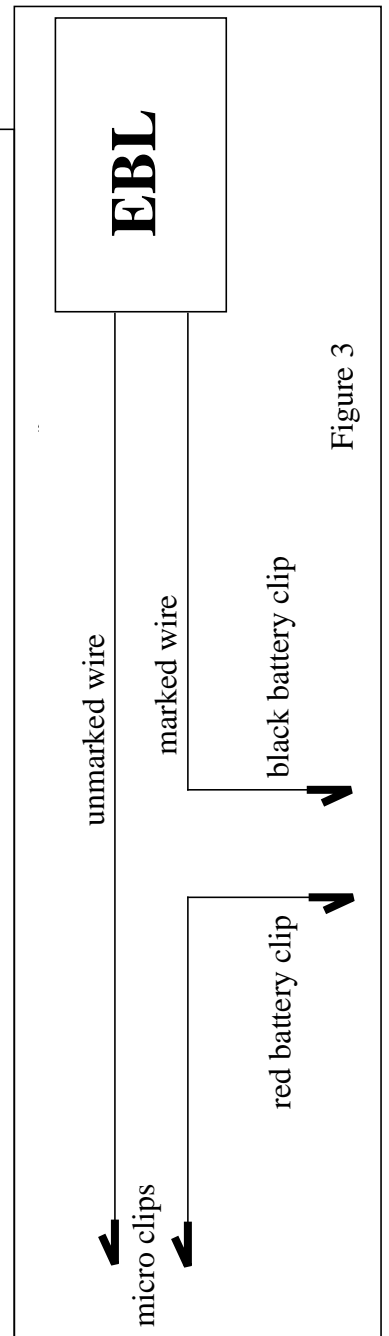 EBL
unmarked wire
marked wire
black battery clip
red battery clip
micro clips
Figure 3